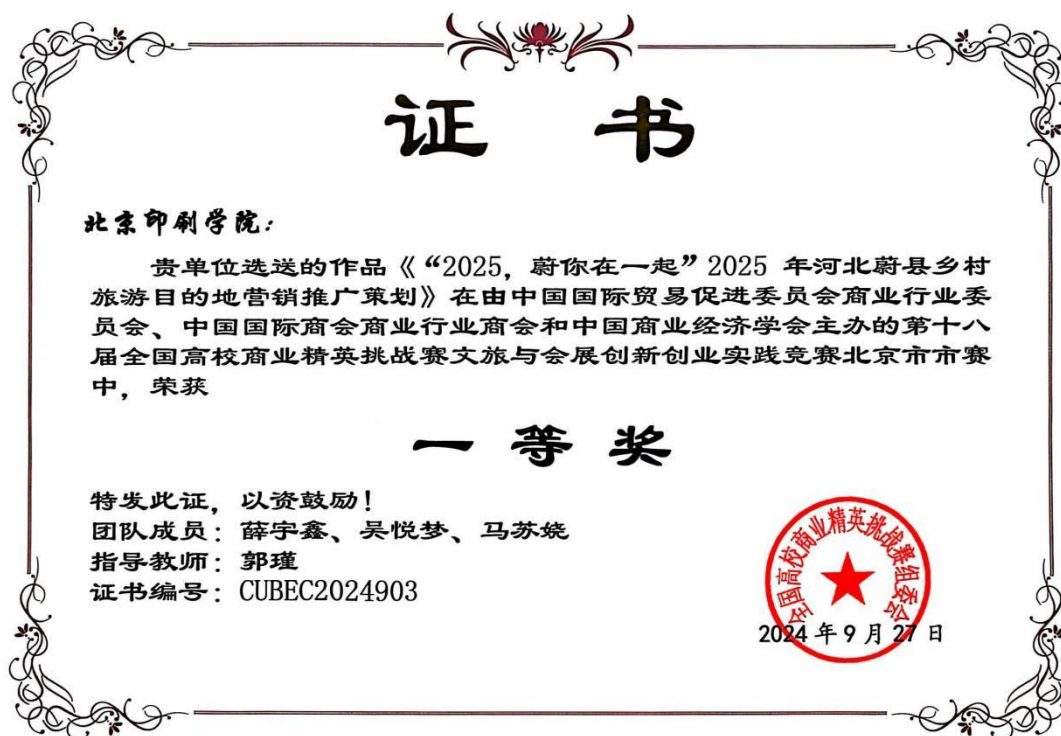 证 书
北京印刷学院：
贵单位选送的作品《“2025，蔚你在一起”2025 年河北蔚县乡村
旅游目的地营销推广策划》在由中国国际贸易促进委员会商业行业委
员会、中国国际商会商业行业商会和中国商业经济学会主办的第十八
届全国高校商业精英挑战赛文旅与会展创新创业实践竞赛北京市市赛
中，荣获
一 等 奖
特发此证，以资鼓励！
团队成员：薛宇鑫、吴悦梦、马苏娆
指导教师：郭瑾
证书编号：CUBEC2024903
全国高校商业精英挑战赛组委会
2024 年 9 月 27 日